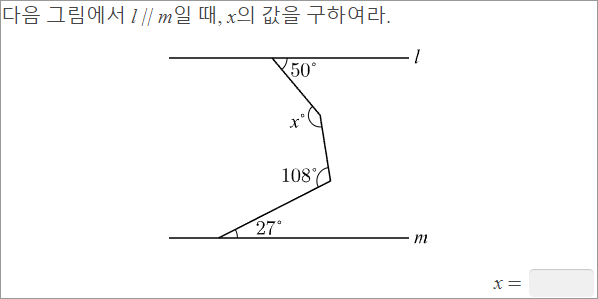 다음 그림에서 l // m일 때, x의 값을 구하여라.
l
50°
x°
108°
27°
m
x =